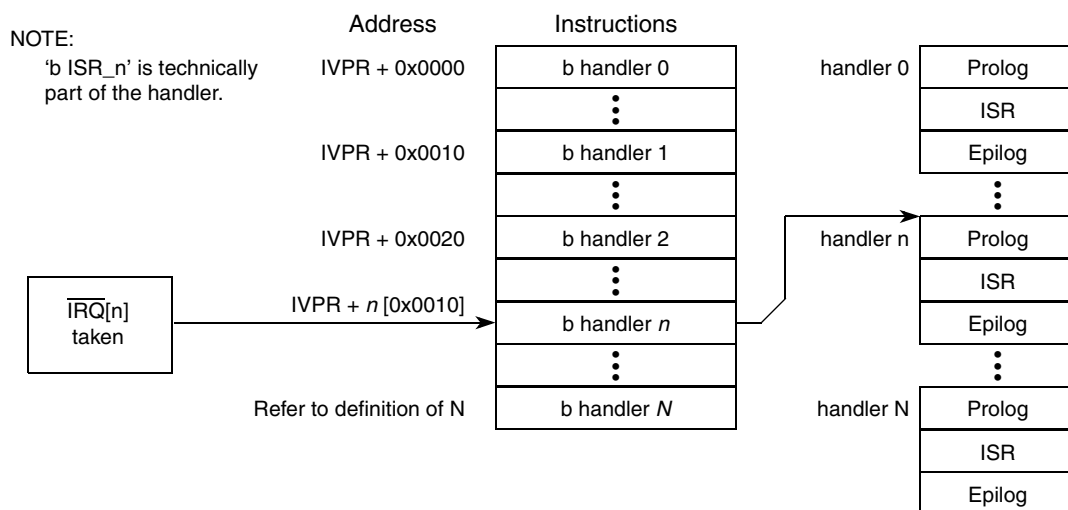 Address Instructions
NOTE:
‘b ISR_n’ is technically
part of the handler.
IVPR + 0x0000 b handler 0 handler 0 Prolog
ISR
IVPR + 0x0010 b handler 1 Epilog
IVPR + 0x0020 b handler 2 handler n Prolog
ISR
IRQ[n]
taken
IVPR + n [0x0010] b handler n Epilog
Refer to definition of N b handler N handler N Prolog
ISR
Epilog